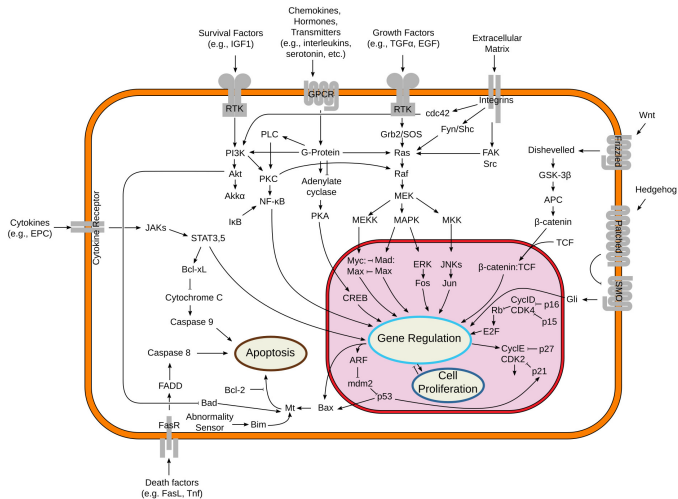 Chemokines,
Hormones,
Transmitters
(e.g., interleukins,
serotonin, etc.)
Survival Factors
(e.g., IGF1)
Growth Factors
(e.g., TGFα, EGF)
Extracellular
Matrix
RTK
GPCR
RTK
Integrins
cdc42
Wnt
PLC
Grb2/SOS
Fyn/Shc
Frizzled
PI3K
G-Protein
Ras
FAK
Src
Dishevelled
Akt
PKC
Adenylate
cyclase
Raf
GSK-3β
Akkα
NF-κB
MEK
APC
Hedgehog
IκB
PKA
MEKK
MAPK
MKK
β-catenin
Patched
Cytokines
(e.g., EPC)
Cytokine Receptor
JAKs
STAT3,5
TCF
Myc:
Mad:
Max
Max
ERK
JNKs
β-catenin:TCF
Bcl-xL
Fos
Jun
SMO
Cytochrome C
CREB
Gli
CycID
p16
Rb
CDK4
p15
Caspase 9
E2F
Gene Regulation
CycIE
p27
CDK2
p21
Caspase 8
Apoptosis
ARF
Cell
Proliferation
FADD
Bcl-2
mdm2
p53
Bad
Mt
Bax
Abnormality
Sensor
Bim
FasR
Death factors
(e.g. FasL, Tnf)